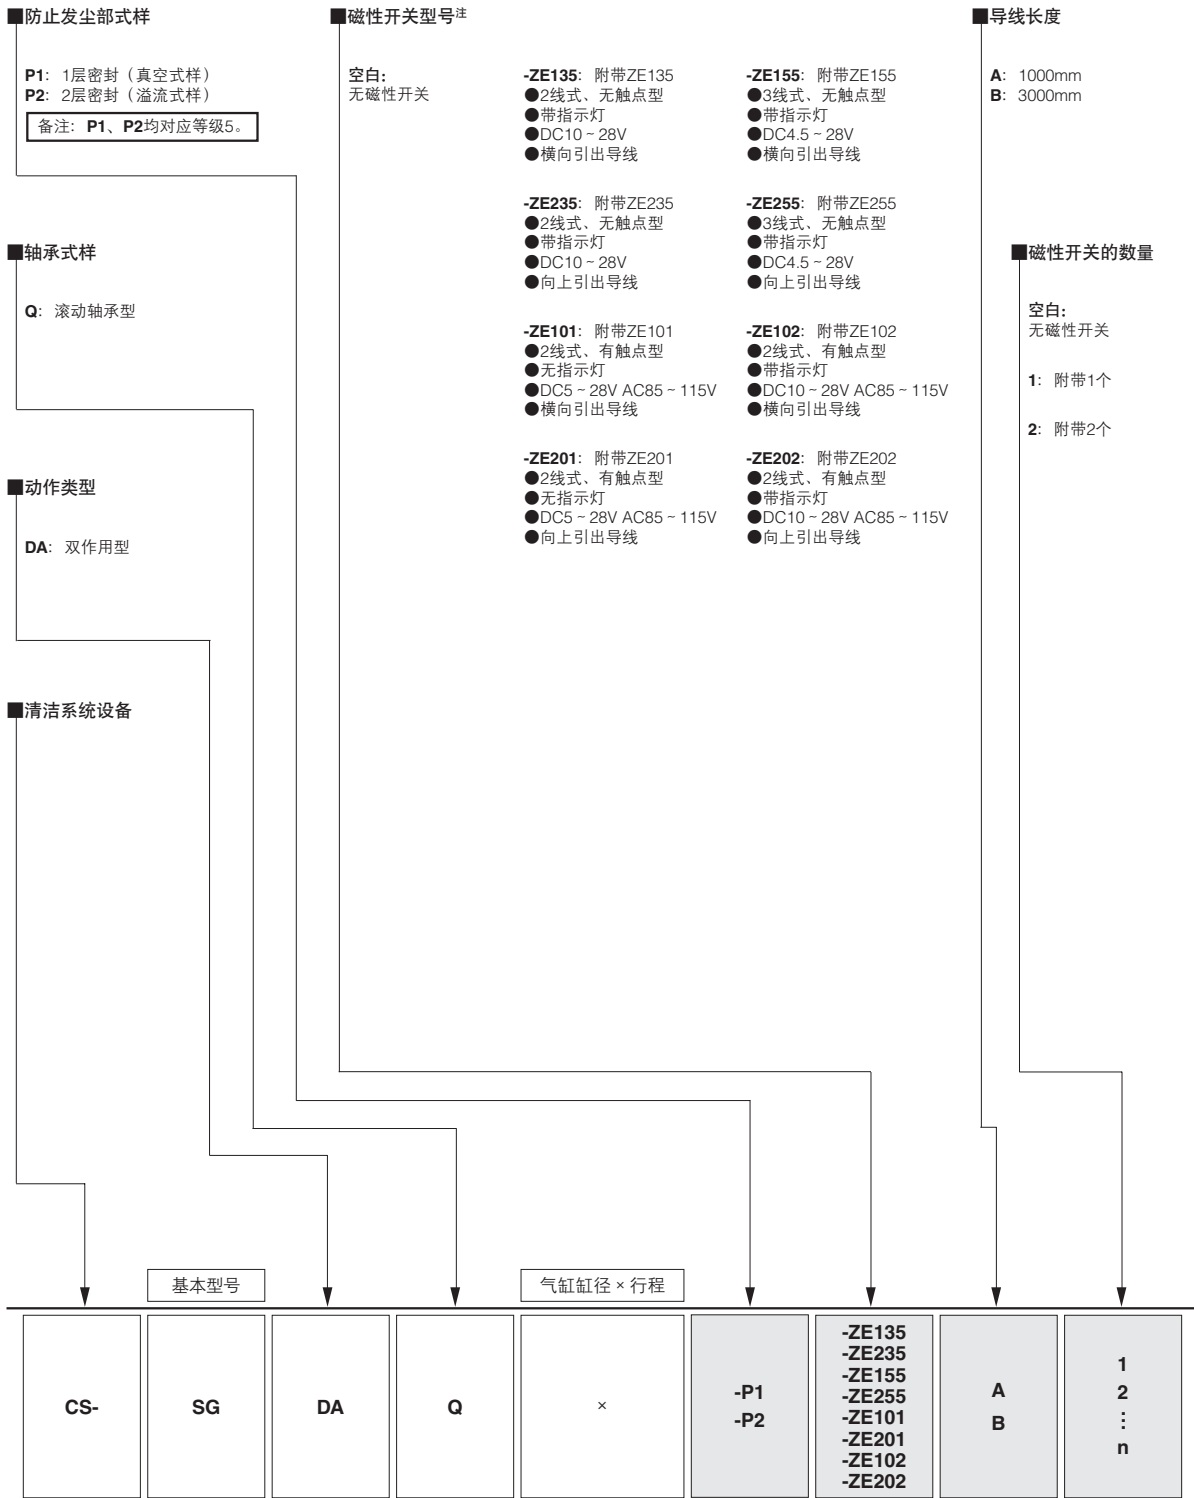 ■防止发尘部式样
P1： 1层密封（真空式样）
P2： 2层密封（溢流式样）
备注： P1、P2均对应等级5。
■轴承式样
Q： 滚动轴承型
■动作类型
DA： 双作用型
■清洁系统设备
■磁性开关型号注
空白：
无磁性开关
-ZE135： 附带ZE135
●2线式、无触点型
●带指示灯
●DC10 ~ 28V
●横向引出导线
-ZE155： 附带ZE155
●3线式、无触点型
●带指示灯
●DC4.5 ~ 28V
●横向引出导线
-ZE235： 附带ZE235
●2线式、无触点型
●带指示灯
●DC10 ~ 28V
●向上引出导线
-ZE255： 附带ZE255
●3线式、无触点型
●带指示灯
●DC4.5 ~ 28V
●向上引出导线
-ZE101： 附带ZE101
●2线式、有触点型
●无指示灯
●DC5 ~ 28V AC85 ~ 115V
●横向引出导线
-ZE102： 附带ZE102
●2线式、有触点型
●带指示灯
●DC10 ~ 28V AC85 ~ 115V
●横向引出导线
-ZE201： 附带ZE201
●2线式、有触点型
●无指示灯
●DC5 ~ 28V AC85 ~ 115V
●向上引出导线
-ZE202： 附带ZE202
●2线式、有触点型
●带指示灯
●DC10 ~ 28V AC85 ~ 115V
●向上引出导线
■导线长度
A： 1000mm
B： 3000mm
■磁性开关的数量
空白：
无磁性开关
1： 附带1个
2： 附带2个
基本型号
气缸缸径 × 行程
CS-
SG
DA
Q
×
-P1
-P2
-ZE135
-ZE235
-ZE155
-ZE255
-ZE101
-ZE201
-ZE102
-ZE202
A
B
1
2
⋮
n